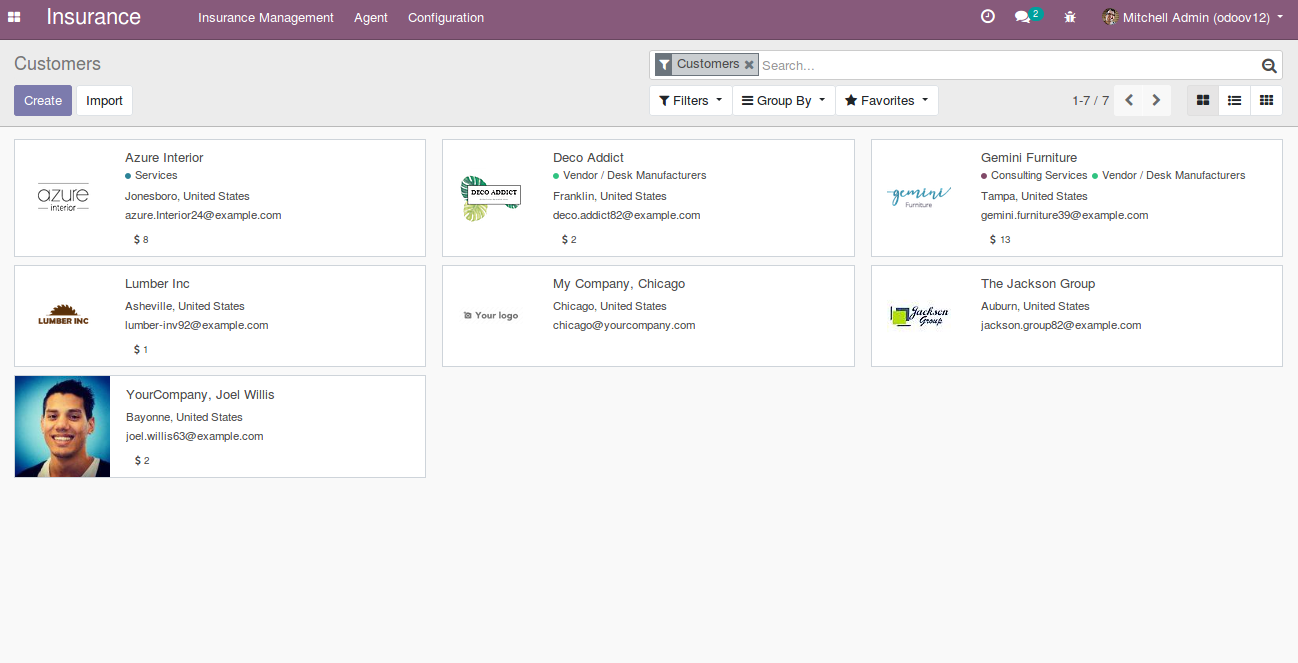 Insurance
Insurance Management
Agent
Configuration
2
Mitchell Admin (odoov12)
Customers
Customers
Search...
Create
Import
Filters
Group By
Favorites
1-7 / 7
azure
interior
Azure Interior
Services
Jonesboro, United States
azure.Interior24@example.com
$ 8
DECO ADDICT
Deco Addict
Vendor / Desk Manufacturers
Franklin, United States
deco.addict82@example.com
$ 2
gemini
Furniture
Gemini Furniture
Consulting Services Vendor / Desk Manufacturers
Tampa, United States
gemini.furniture39@example.com
$ 13
LUMBER INC
Lumber Inc
Asheville, United States
lumber-inv92@example.com
$ 1
Your logo
My Company, Chicago
Chicago, United States
chicago@yourcompany.com
Jackson
Group
The Jackson Group
Auburn, United States
jackson.group82@example.com
YourCompany, Joel Willis
Bayonne, United States
joel.willis63@example.com
$ 2